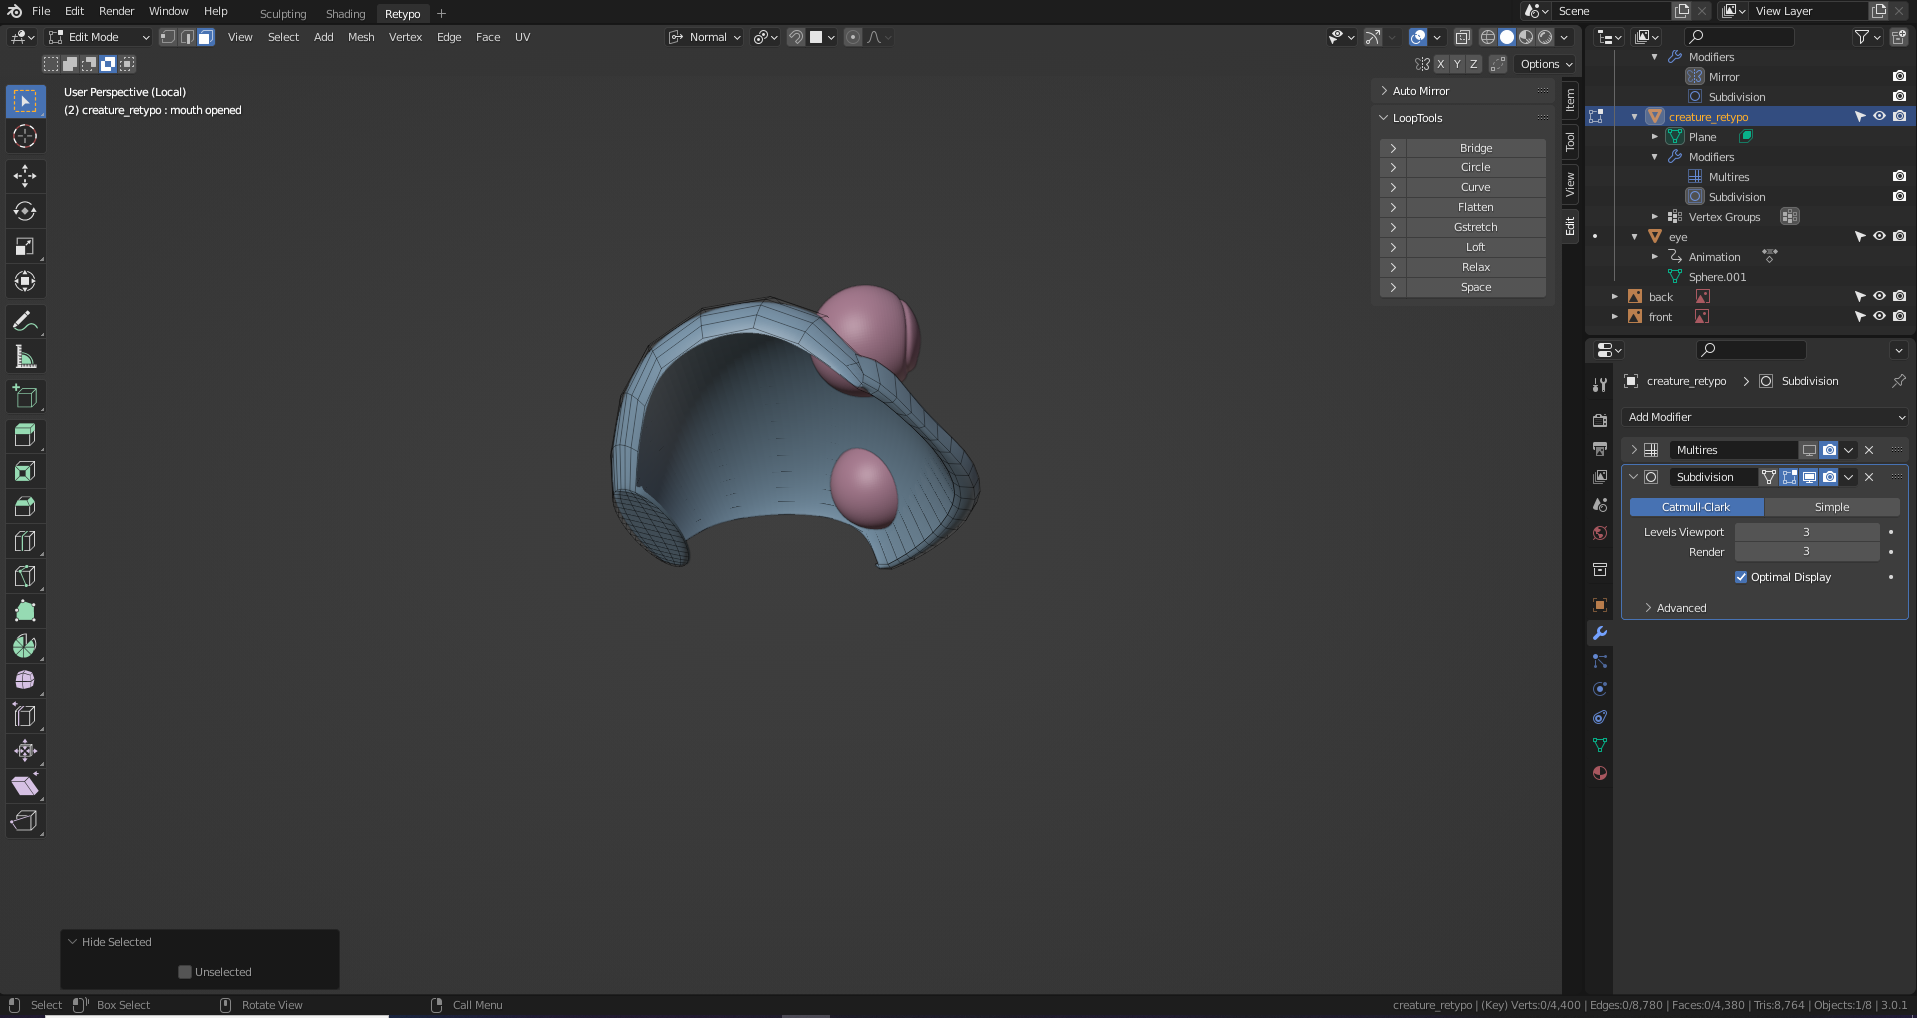 File Edit Render Window Help Sculpting Shading Retypo + Scene View Layer
Edit Mode View Select Add Mesh Vertex Edge Face UV Normal
X Y Z Options
User Perspective (Local)
(2) creature_retypo : mouth opened
Auto Mirror
LoopTools
Bridge
Circle
Curve
Flatten
Gstretch
Loft
Relax
Space
Item
Tool
View
Edit
Modifiers
Mirror
Subdivision
creature_retypo
Plane
Modifiers
Multires
Subdivision
Vertex Groups
eye
Animation
Sphere.001
back
front
creature_retypo > Subdivision
Add Modifier
Multires
Subdivision
Catmull-Clark Simple
Levels Viewport 3
Render 3
Optimal Display
Advanced
Hide Selected
Unselected
Select Box Select Rotate View Call Menu
creature_retypo | (Key) Verts:0/4,400 | Edges:0/8,780 | Faces:0/4,380 | Tris:8,764 | Objects:1/8 | 3.0.1